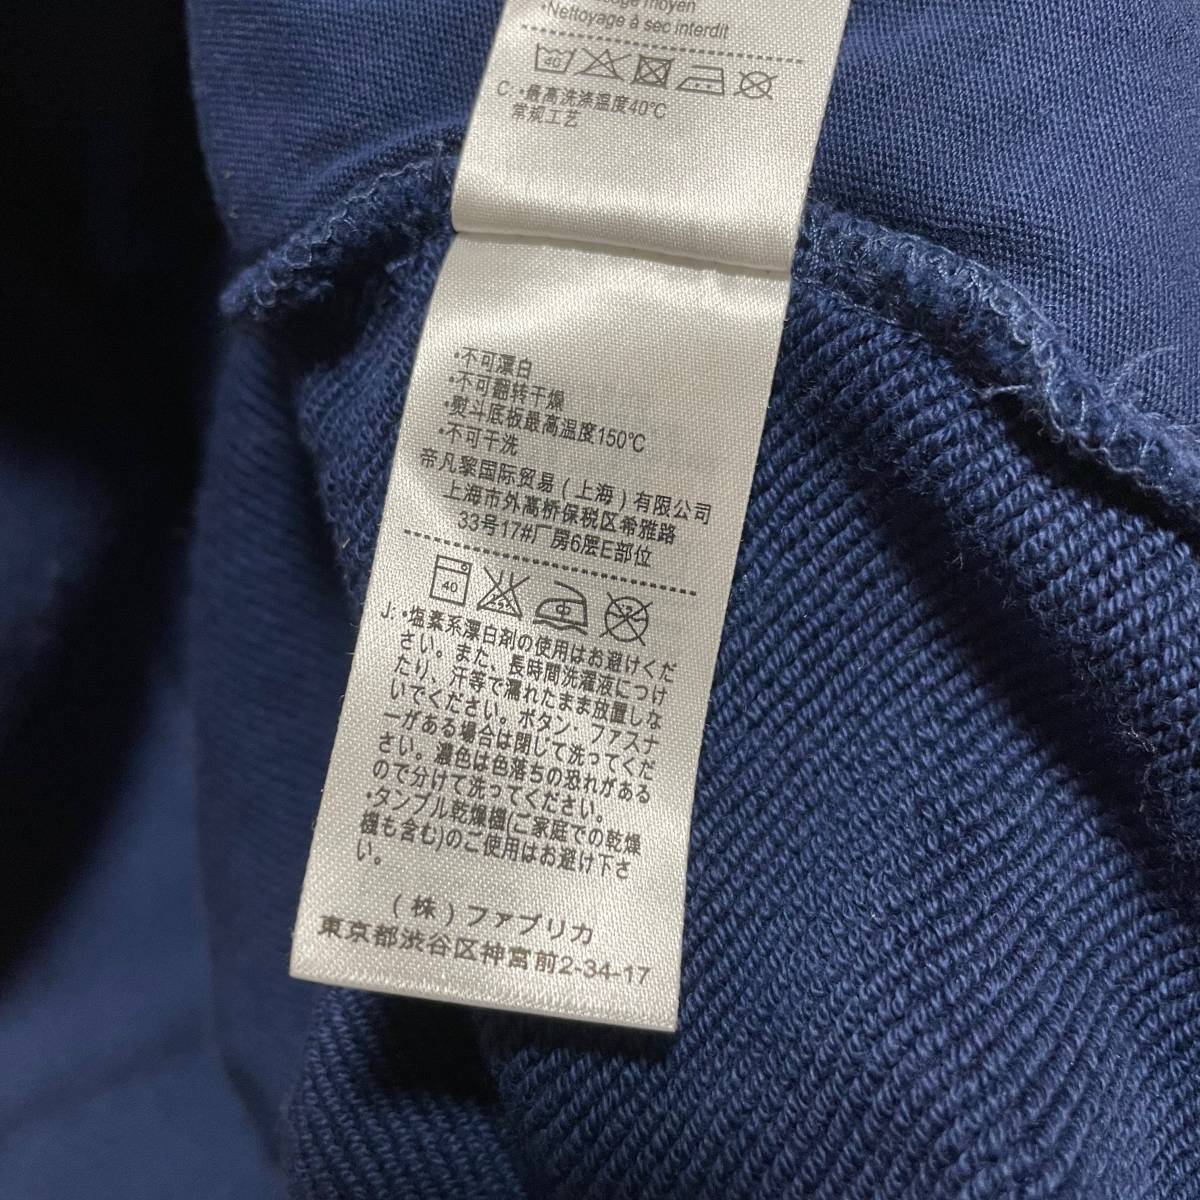 moyen
•Nettoyage à sec interdit
40
C: •最高洗涤温度40℃
常规工艺
•不可漂白
•不可翻转干燥
•熨斗底板最高温度150℃
•不可干洗
帝凡黎国际贸易(上海)有限公司
上海市外高桥保税区希雅路
33号17#厂房6层E部位
40 中
J: •塩素系漂白剤の使用はお避けくだ
さい。また、長時間洗濯液につけ
たり、汗等で濡れたまま放置しな
いでください。ボタン、ファスナ
ーがある場合は閉じて洗ってくだ
さい。濃色は色落ちの恐れがある
ので分けて洗ってください。
•タンブル乾燥機(ご家庭での乾燥
機も含む)のご使用はお避け下さ
い。
(株)ファブリカ
東京都渋谷区神宮前2-34-17